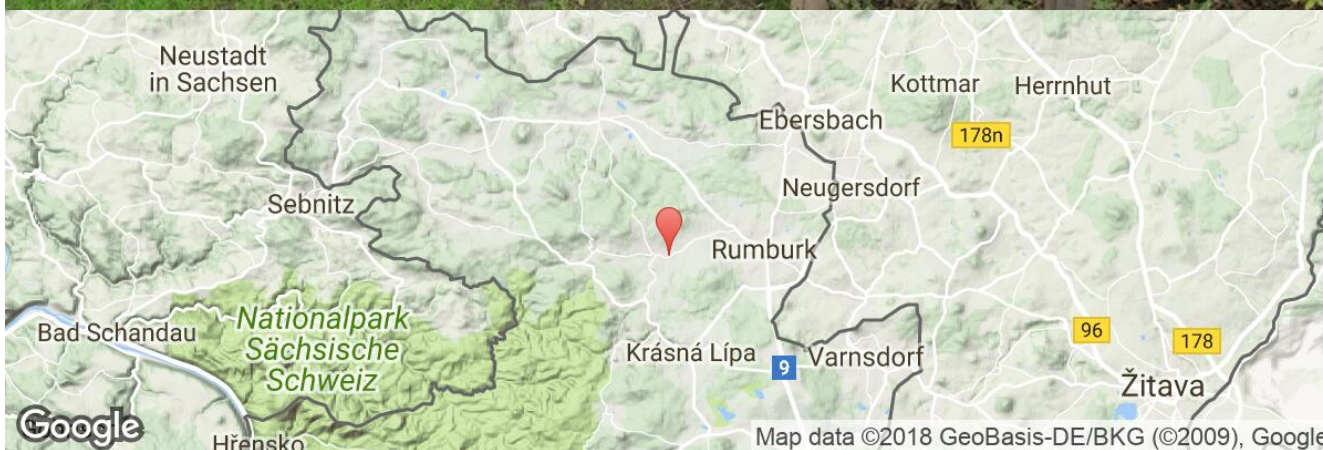 Neustadt
in Sachsen
Kottmar
Herrnhut
Ebersbach
178n
Neugersdorf
Sebnitz
Rumburk
Nationalpark
Sächsische
Schweiz
Bad Schandau
96
178
Krásná Lípa
9
Varnsdorf
Žitava
Google
Hřensko
Map data ©2018 GeoBasis-DE/BKG (©2009), Google